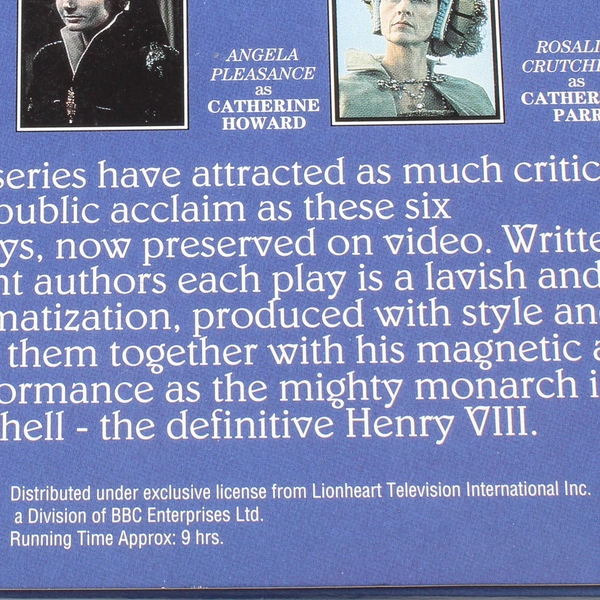 ANGELA
PLEASANCE
as
CATHERINE
HOWARD
ROSALI
CRUTCH
as
CATHER
PARR
series have attracted as much critic
public acclaim as these six
ys, now preserved on video. Writte
nt authors each play is a lavish and
matization, produced with style an
them together with his magnetic a
ormance as the mighty monarch i
hell - the definitive Henry VIII.
Distributed under exclusive license from Lionheart Television International Inc.
a Division of BBC Enterprises Ltd.
Running Time Approx: 9 hrs.